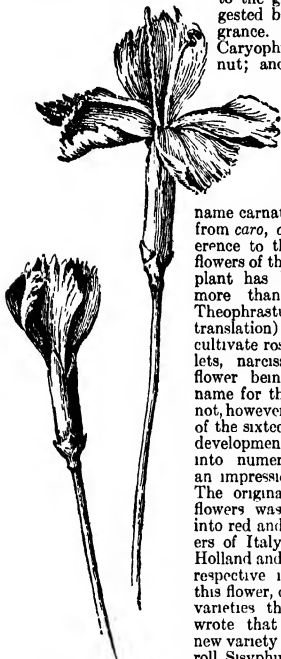 to the g
gested b
grance.
Caryoph
nut; and
name carnat
from caro, c
erence to th
flowers of th
plant has
more than
Theophrastu
translation)
cultivate ros
lets, narciss
flower being
name for th
not, however
of the sixtee
development
into numer
an impressi
The origina
flowers was
into red and
ers of Italy
Holland and
respective i
this flower, o
varieties th
wrote that
new variety
roll Sisyphu